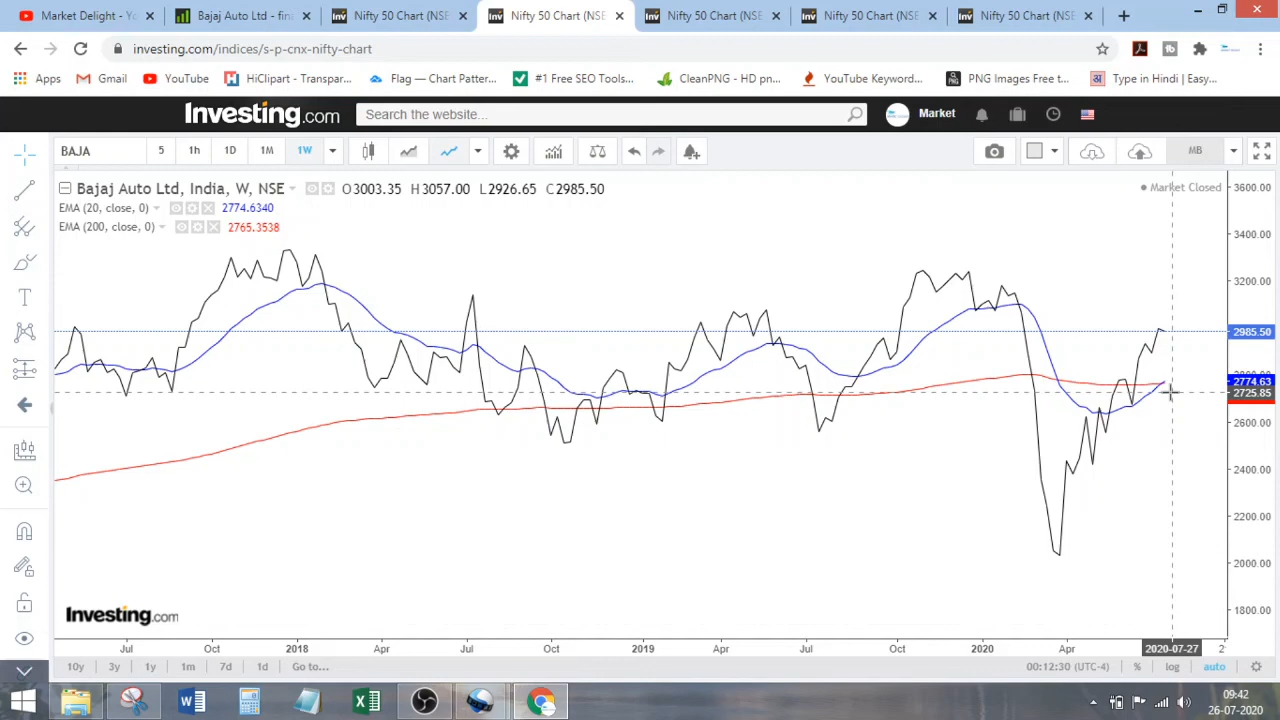 Market Delight - Yo
Bajaj Auto Ltd - fina
Nifty 50 Chart (NSE
Nifty 50 Chart (NSE
Nifty 50 Chart (NSE
Nifty 50 Chart (NSE
Nifty 50 Chart (NSE
investing.com/indices/s-p-cnx-nifty-chart
Apps
Gmail
YouTube
HiClipart - Transpar...
Flag — Chart Patter...
#1 Free SEO Tools...
CleanPNG - HD pn...
YouTube Keyword...
PNG Images Free t...
Type in Hindi | Easy...
Investing.com
Search the website...
Market
BAJA
5
1h
1D
1M
1W
MB
Bajaj Auto Ltd, India, W, NSE
O3003.35 H3057.00 L2926.65 C2985.50
Market Closed
EMA (20, close, 0)
2774.6340
EMA (200, close, 0)
2765.3538
3600.00
3400.00
3200.00
2985.50
2774.63
2725.85
2600.00
2400.00
2200.00
2000.00
1800.00
Investing.com
Jul
Oct
2018
Apr
Jul
Oct
2019
Apr
Jul
Oct
2020
Apr
2020-07-27
10y
3y
1y
1m
7d
1d
Go to...
00:12:30 (UTC-4)
%
log
auto
09:42
26-07-2020